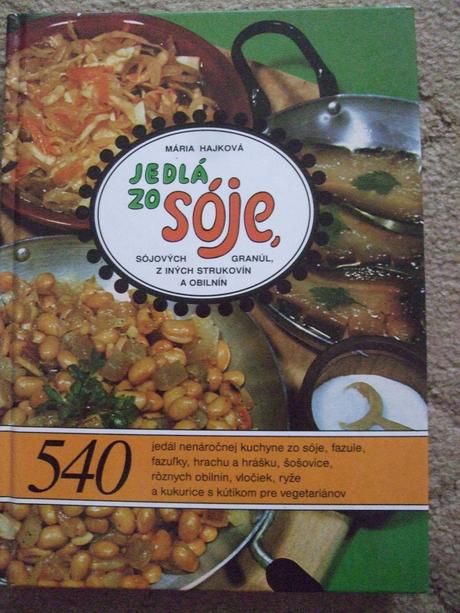 MÁRIA HAJKOVÁ
JEDLÁ
ZO sóje,
SÓJOVÝCH GRANÚL,
Z INÝCH STRUKOVÍN
A OBILNÍN
540
jedál nenáročnej kuchyne zo sóje, fazule,
fazuľky, hrachu a hrášku, šošovice,
rôznych obilnín, vločiek, ryže
a kukurice s kútikom pre vegetariánov